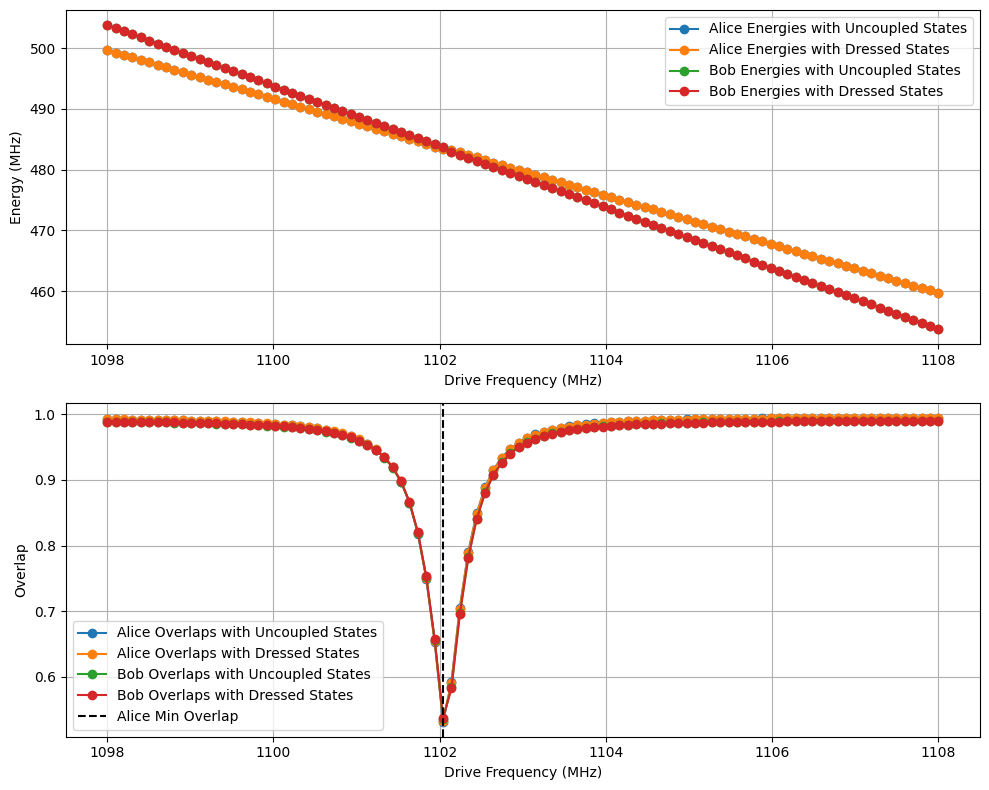 500
490
480
470
460
Energy (MHz)
Alice Energies with Uncoupled States
Alice Energies with Dressed States
Bob Energies with Uncoupled States
Bob Energies with Dressed States
1098
1100
1102
1104
1106
1108
Drive Frequency (MHz)
1.0
0.9
0.8
0.7
0.6
Overlap
Alice Overlaps with Uncoupled States
Alice Overlaps with Dressed States
Bob Overlaps with Uncoupled States
Bob Overlaps with Dressed States
Alice Min Overlap
1098
1100
1102
1104
1106
1108
Drive Frequency (MHz)